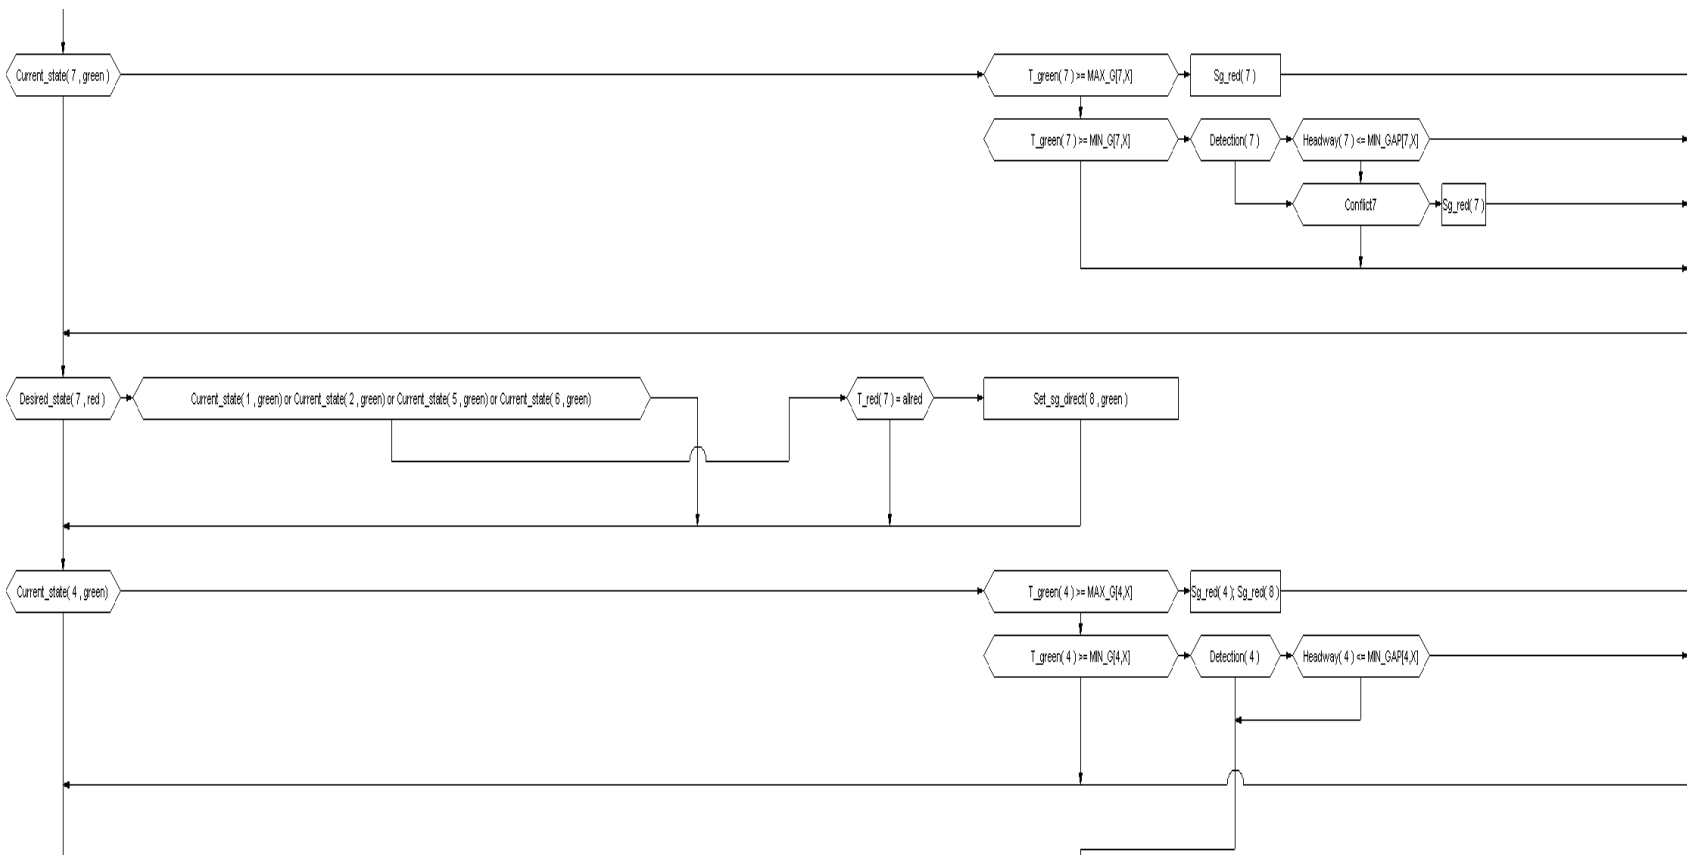 Current_state( 7 , green )
T_green( 7 ) >= MAX_G[7,X]
Sg_red( 7 )
T_green( 7 ) >= MIN_G[7,X]
Detection( 7 )
Headway( 7 ) <= MIN_GAP[7,X]
Conflict7
Sg_red( 7 )
Desired_state( 7 , red )
Current_state( 1 , green) or Current_state( 2 , green) or Current_state( 5 , green) or Current_state( 6 , green)
T_red( 7 ) = allred
Set_sg_direct( 8 , green )
Current_state( 4 , green)
T_green( 4 ) >= MAX_G[4,X]
Sg_red( 4 ); Sg_red( 8 )
T_green( 4 ) >= MIN_G[4,X]
Detection( 4 )
Headway( 4 ) <= MIN_GAP[4,X]